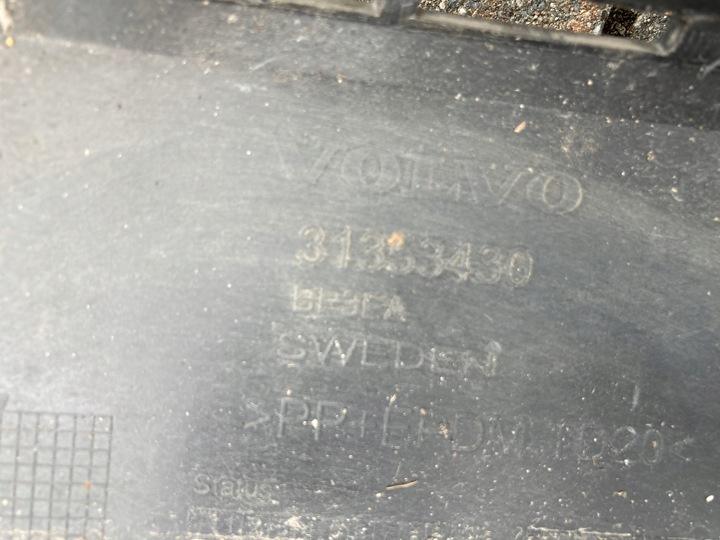 VOLVO
31353430
SWEDEN
>PP+EPDM-TD20<
Status